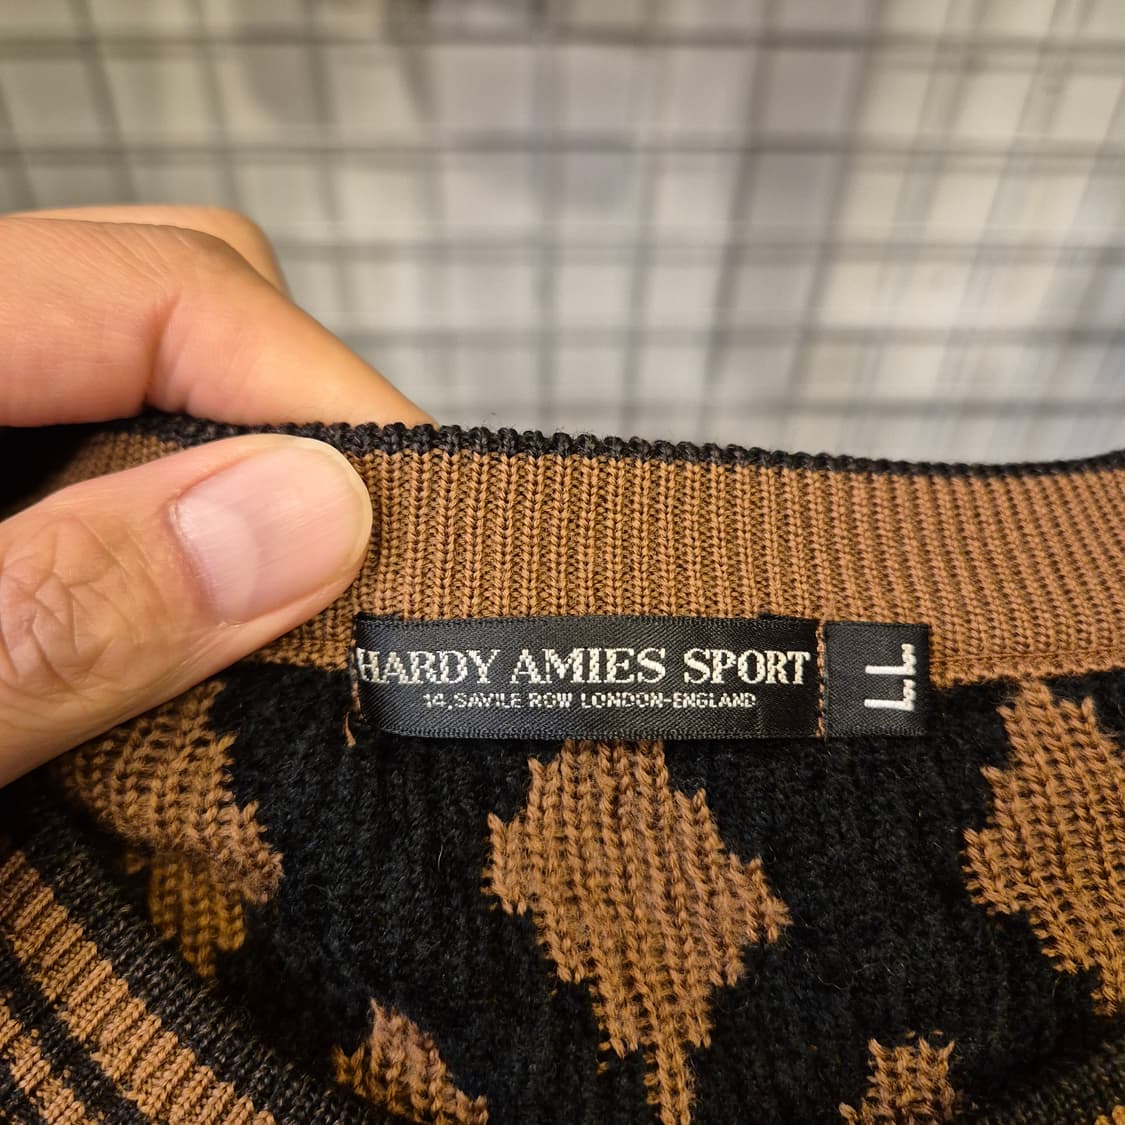 HARDY AMIES SPORT
14, SAVILE ROW LONDON-ENGLAND
LL